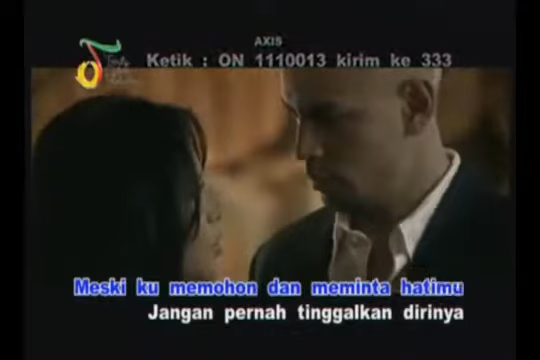 AXIS
Ketik : ON 1110013 kirim ke 333
Meski ku memohon dan meminta hatimu
Jangan pernah tinggalkan dirinya